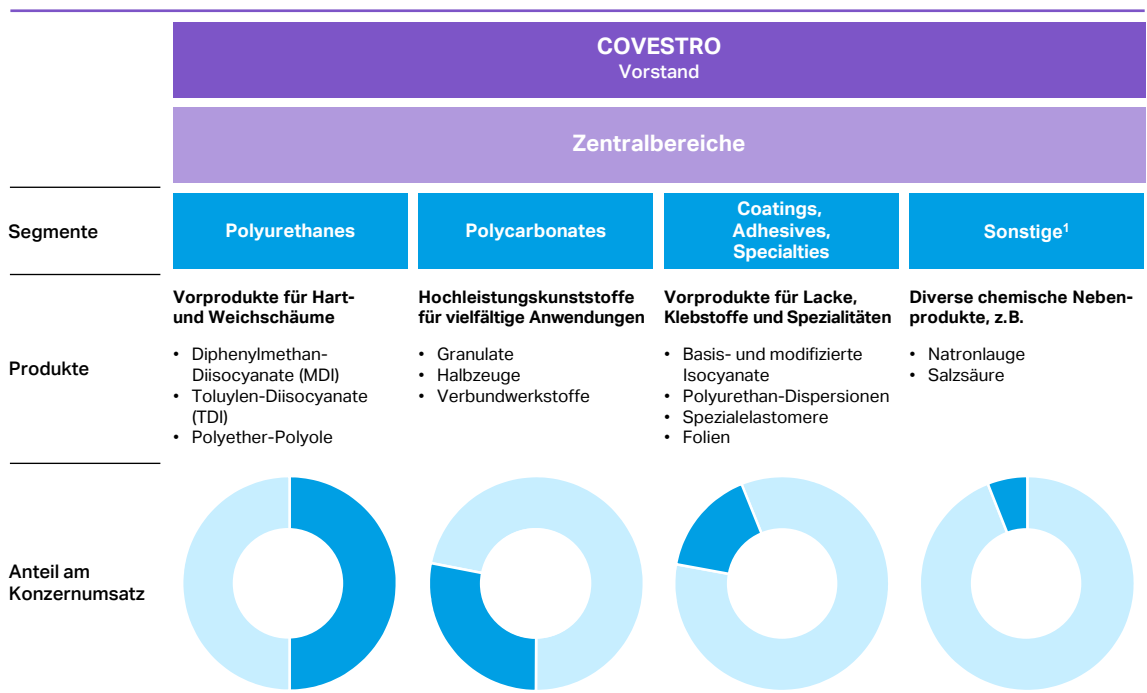 COVESTRO
Vorstand
Zentralbereiche
Segmente
Polyurethanes
Polycarbonates
Coatings,
Adhesives,
Specialties
Sonstige¹
Produkte
Vorprodukte für Hart-
und Weichschäume
• Diphenylmethan-
Diisocyanate (MDI)
• Toluylen-Diisocyanate
(TDI)
• Polyether-Polyole
Hochleistungskunststoffe
für vielfältige Anwendungen
• Granulate
• Halbzeuge
• Verbundwerkstoffe
Vorprodukte für Lacke,
Klebstoffe und Spezialitäten
• Basis- und modifizierte
Isocyanate
• Polyurethan-Dispersionen
• Spezialelastomere
• Folien
Diverse chemische Neben-
produkte, z.B.
• Natronlauge
• Salzsäure
Anteil am
Konzernumsatz